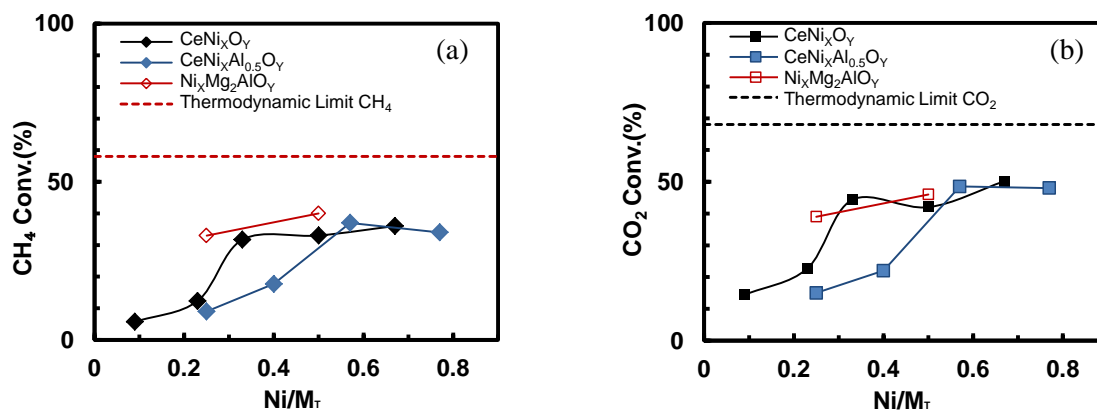 100
CeNiXOY
(a)
CeNiXAl0.5OY
NiXMg2AlOY
Thermodynamic Limit CH4
CH4 Conv.(%)
50
0
0 0.2 0.4 0.6 0.8
Ni/MT
100
CeNiXOY
(b)
CeNiXAl0.5OY
NiXMg2AlOY
Thermodynamic Limit CO2
CO2 Conv.(%)
50
0
0 0.2 0.4 0.6 0.8
Ni/MT